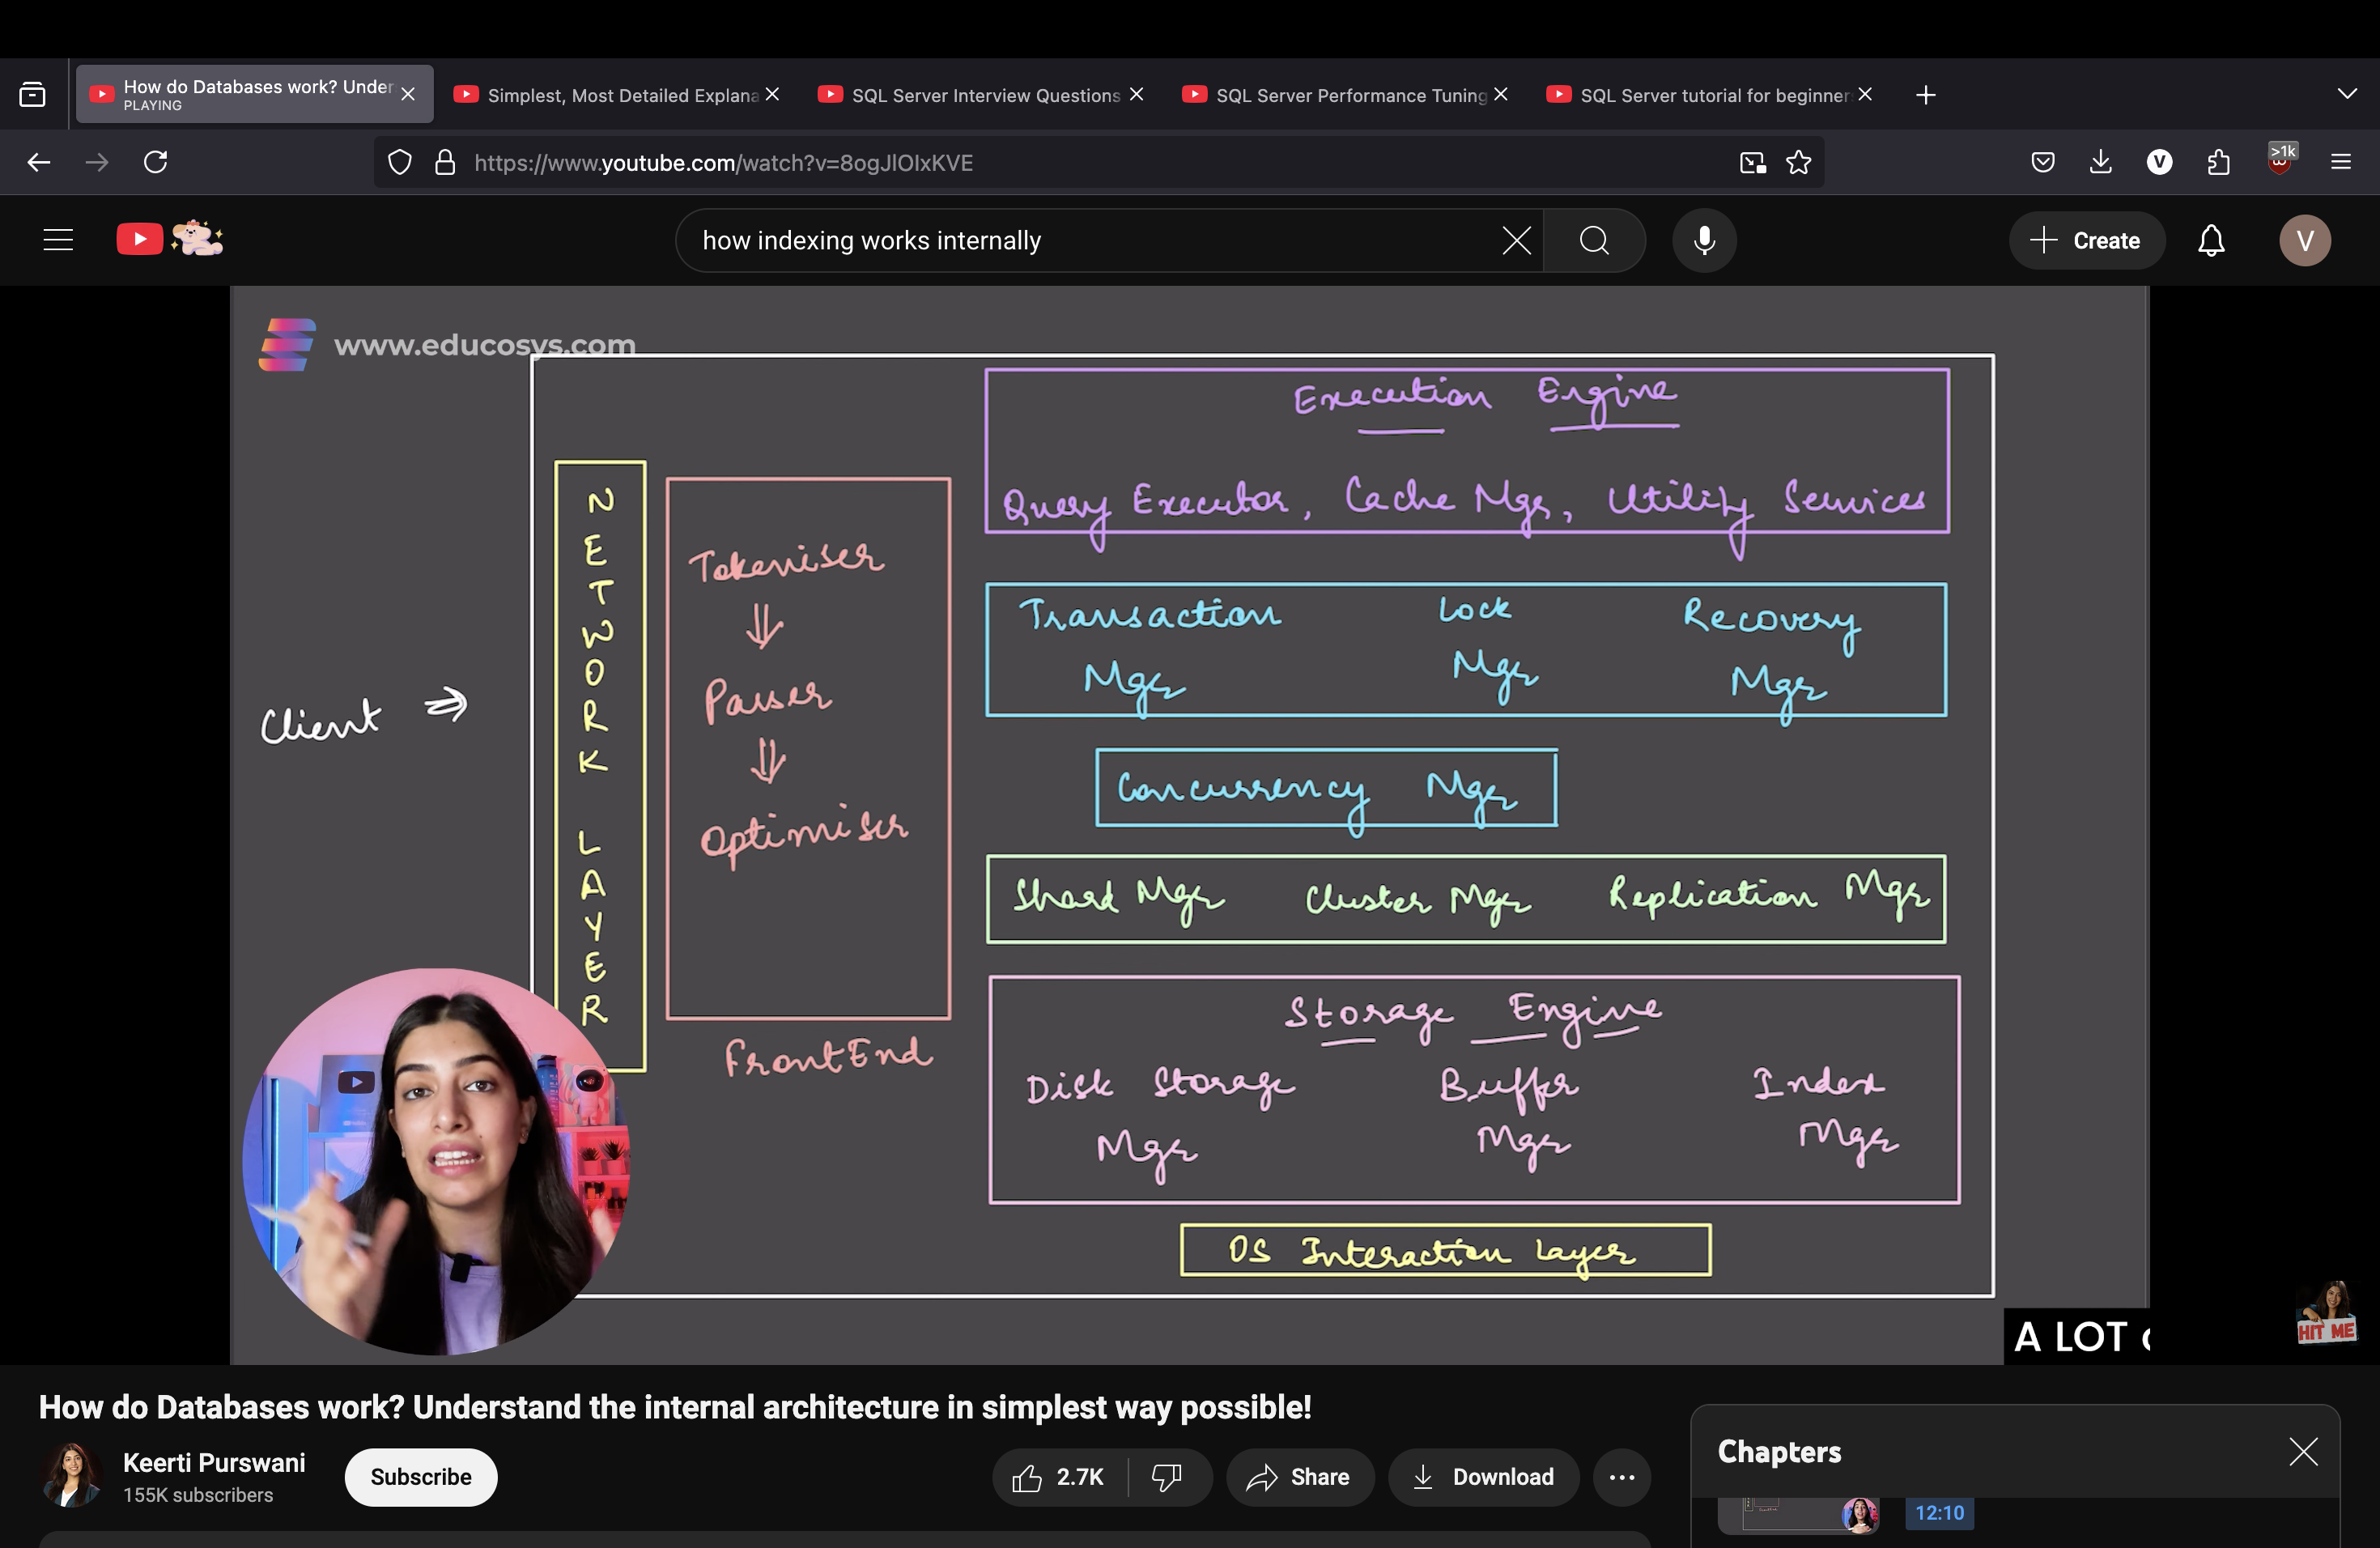 How do Databases work? Under
PLAYING
Simplest, Most Detailed Explana
SQL Server Interview Questions
SQL Server Performance Tuning
SQL Server tutorial for beginner
https://www.youtube.com/watch?v=8ogJlOIxKVE
V
>1k
how indexing works internally
Create
V
www.educosys.com
Execution Engine
Query Executor, Cache Mgr, Utility Services
NETWORK LAYER
Tokeniser
⇓
Parser
⇓
Optimiser
FrontEnd
Client ⇒
Transaction Mgr
Lock Mgr
Recovery Mgr
Concurrency Mgr
Shard Mgr Cluster Mgr Replication Mgr
Storage Engine
Disk Storage Mgr
Buffer Mgr
Index Mgr
OS Interaction Layer
A LOT
HIT ME
How do Databases work? Understand the internal architecture in simplest way possible!
Keerti Purswani
155K subscribers
Subscribe
2.7K
Share
Download
Chapters
12:10